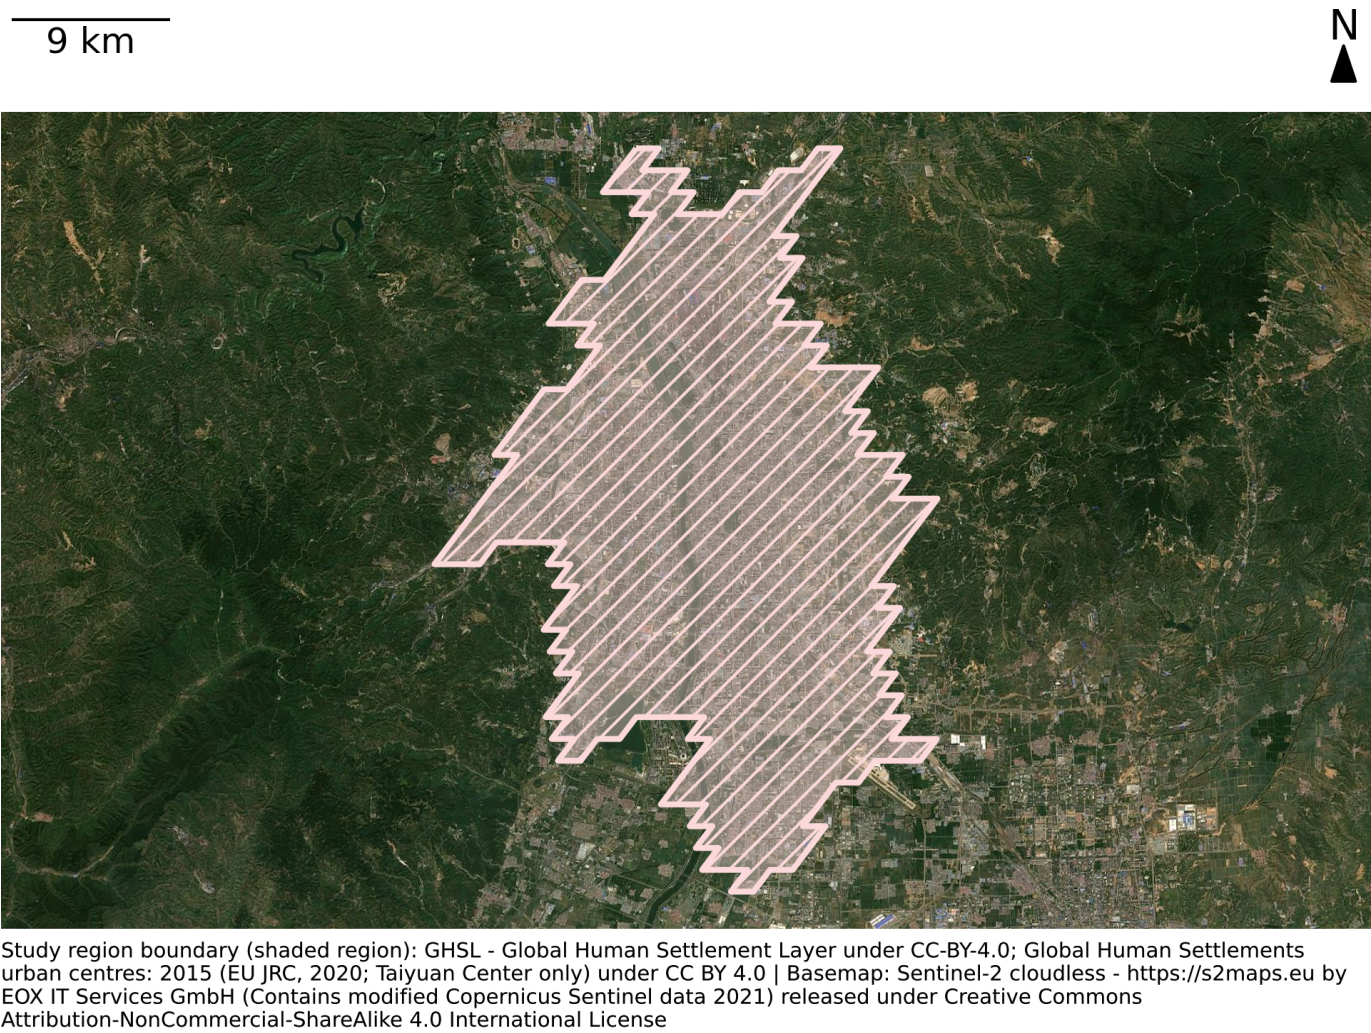 9 km
N
Study region boundary (shaded region): GHSL - Global Human Settlement Layer under CC-BY-4.0; Global Human Settlements
urban centres: 2015 (EU JRC, 2020; Taiyuan Center only) under CC BY 4.0 | Basemap: Sentinel-2 cloudless - https://s2maps.eu by
EOX IT Services GmbH (Contains modified Copernicus Sentinel data 2021) released under Creative Commons
Attribution-NonCommercial-ShareAlike 4.0 International License